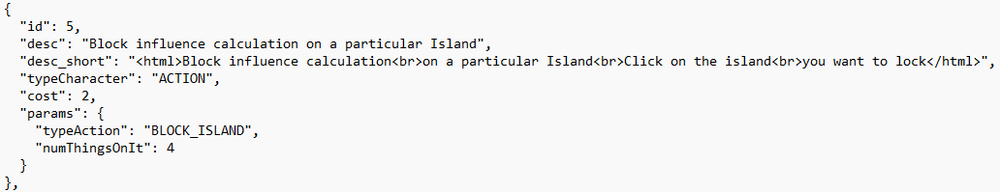 {
  "id": 5,
  "desc": "Block influence calculation on a particular Island",
  "desc_short": "<html>Block influence calculation<br>on a particular Island<br>Click on the island<br>you want to lock</html>",
  "typeCharacter": "ACTION",
  "cost": 2,
  "params": {
    "typeAction": "BLOCK_ISLAND",
    "numThingsOnIt": 4
  }
},